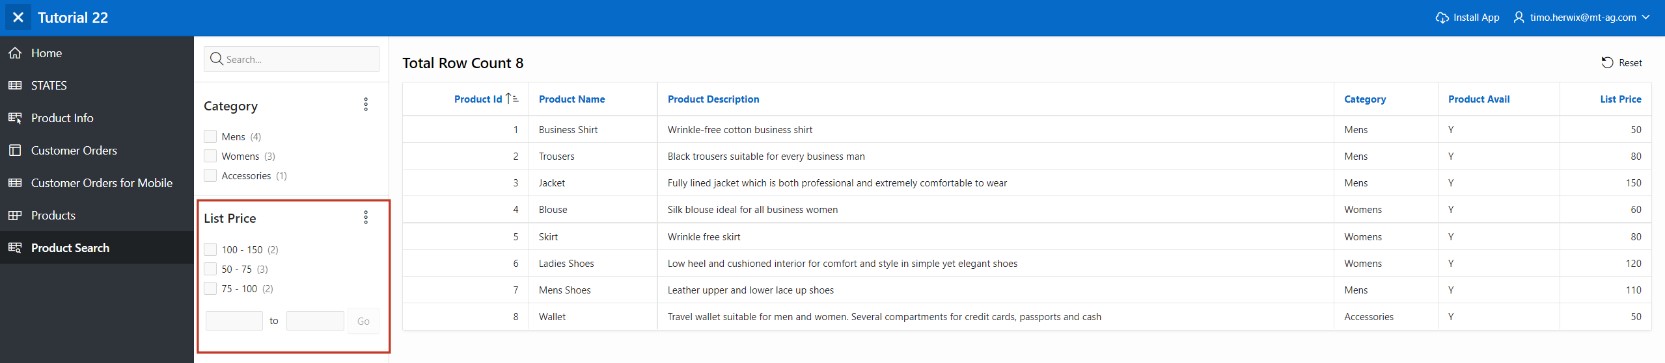 Tutorial 22
Install App
timo.herwix@mt-ag.com
Home
STATES
Product Info
Customer Orders
Customer Orders for Mobile
Products
Product Search
Search...
Category
Mens (4)
Womens (3)
Accessories (1)
List Price
100 - 150 (2)
50 - 75 (3)
75 - 100 (2)
to Go
Total Row Count 8
Reset
Product Id Product Name Product Description Category Product Avail List Price
1 Business Shirt Wrinkle-free cotton business shirt Mens Y 50
2 Trousers Black trousers suitable for every business man Mens Y 80
3 Jacket Fully lined jacket which is both professional and extremely comfortable to wear Mens Y 150
4 Blouse Silk blouse ideal for all business women Womens Y 60
5 Skirt Wrinkle free skirt Womens Y 80
6 Ladies Shoes Low heel and cushioned interior for comfort and style in simple yet elegant shoes Womens Y 120
7 Mens Shoes Leather upper and lower lace up shoes Mens Y 110
8 Wallet Travel wallet suitable for men and women. Several compartments for credit cards, passports and cash Accessories Y 50